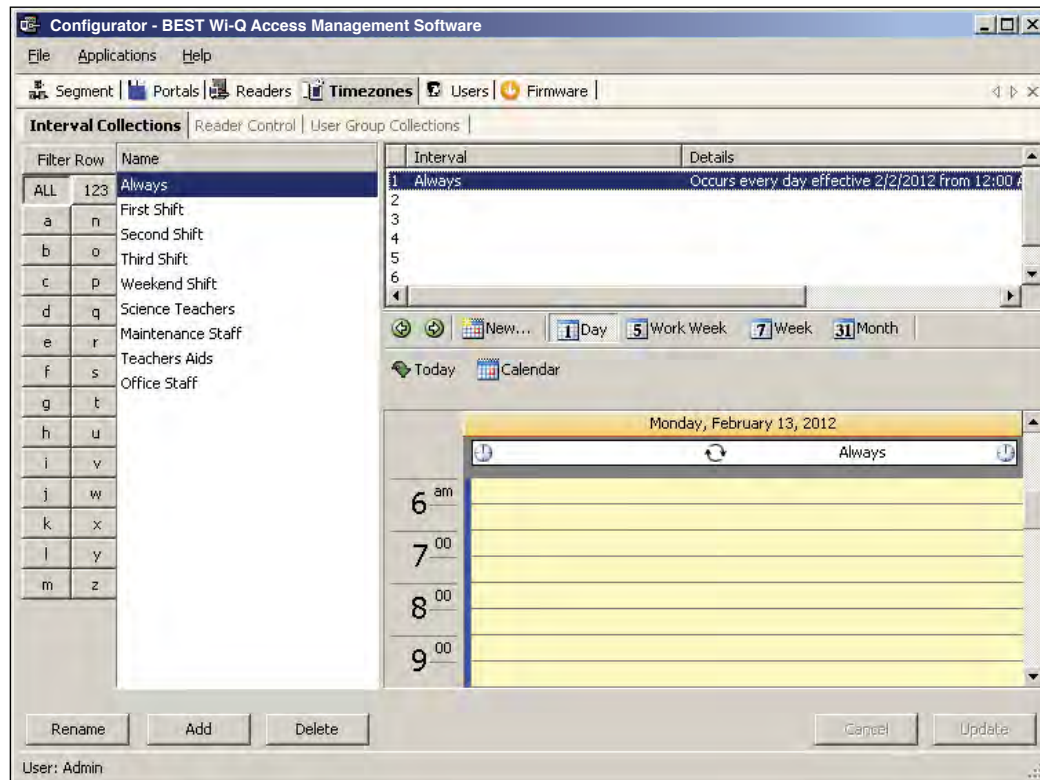 Configurator - BEST Wi-Q Access Management Software
File Applications Help
Segment Portals Readers Timezones Users Firmware
Interval Collections Reader Control User Group Collections
Filter Row
ALL 123
a n
b o
c p
d q
e r
f s
g t
h u
i v
j w
k x
l y
m z
Name
Always
First Shift
Second Shift
Third Shift
Weekend Shift
Science Teachers
Maintenance Staff
Teachers Aids
Office Staff
Interval Details
1 Always Occurs every day effective 2/2/2012 from 12:00 A
2
3
4
5
6
New... 1 Day 5 Work Week 7 Week 31 Month
Today Calendar
Monday, February 13, 2012
Always
6 am
7 00
8 00
9 00
Rename Add Delete Cancel Update
User: Admin